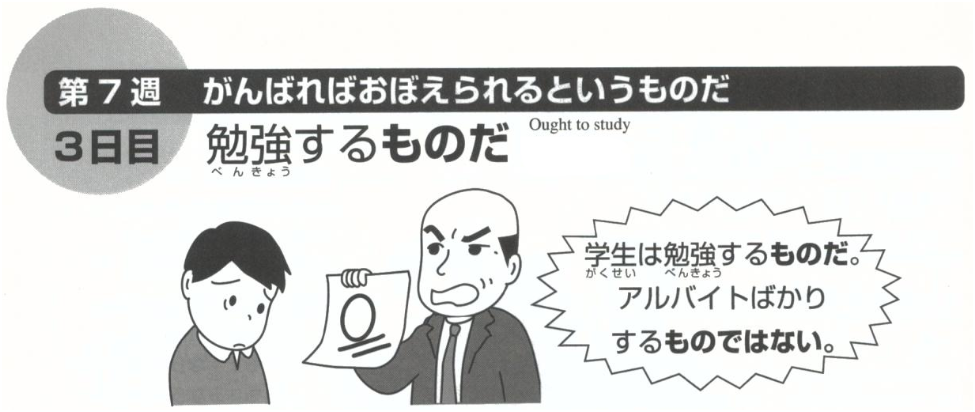 第7週 がんばればおぼえられるというものだ
3日目 勉強するものだ Ought to study
べんきょう
0
学生は勉強するものだ。
がくせい べんきょう
アルバイトばかり
するものではない。